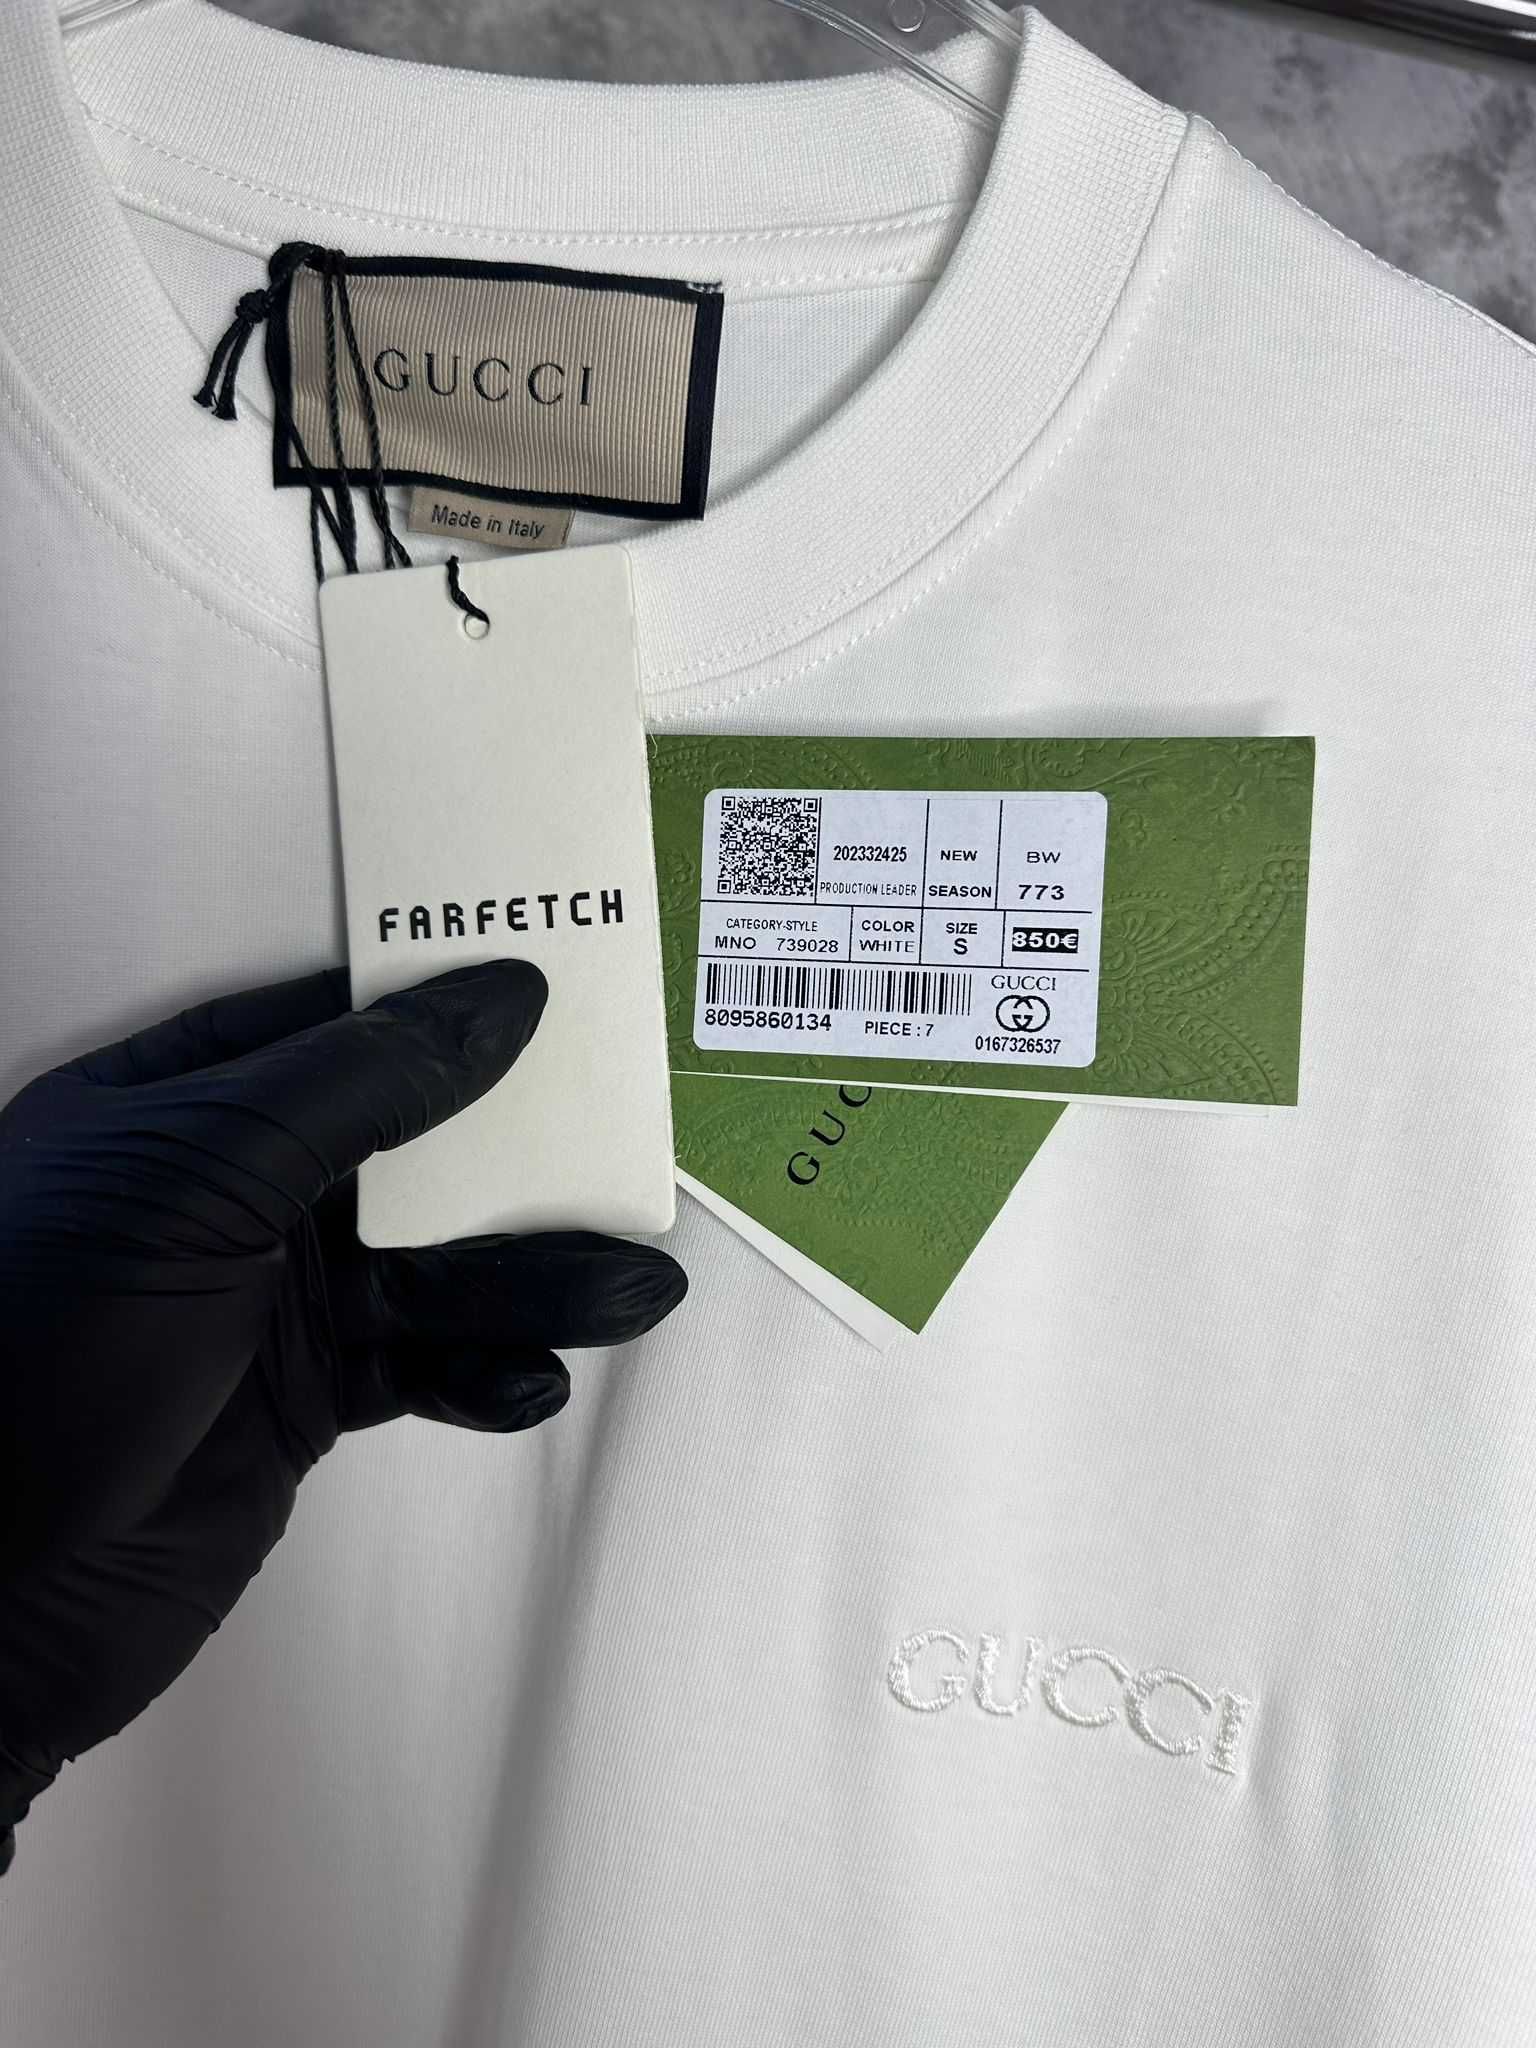 GUCCI
Made in Italy
FARFETCH
202332425
PRODUCTION LEADER
NEW
SEASON
BW
773
CATEGORY-STYLE
MNO 739028
COLOR
WHITE
SIZE
S
850€
8095860134
PIECE : 7
GUCCI
0167326537
GUC
GUCCI